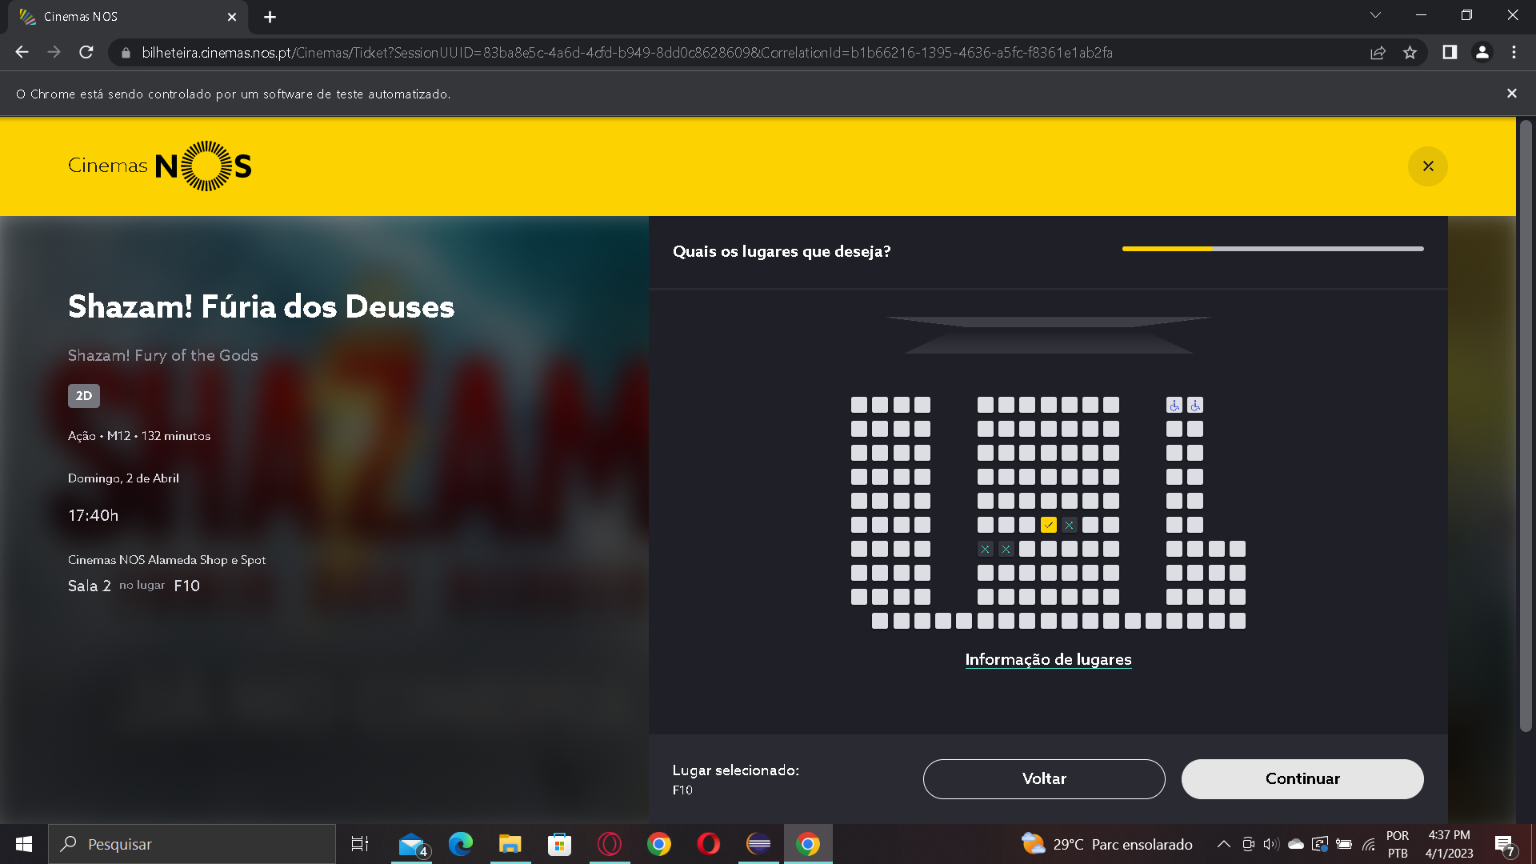 Cinemas NOS
bilheteira.cinemas.nos.pt/Cinemas/Ticket?SessionUUID=83ba8e5c-4a6d-4cfd-b949-8dd0c8628609&CorrelationId=b1b66216-1395-4636-a5fc-f8361e1ab2fa
O Chrome está sendo controlado por um software de teste automatizado.
Cinemas NOS
Quais os lugares que deseja?
Shazam! Fúria dos Deuses
Shazam! Fury of the Gods
2D
Ação • M12 • 132 minutos
Domingo, 2 de Abril
17:40h
Cinemas NOS Alameda Shop e Spot
Sala 2 no lugar F10
SHAZAM
Informação de lugares
Lugar selecionado:
F10
Voltar
Continuar
Pesquisar
4
29°C Parc ensolarado
POR
PTB
4:37 PM
4/1/2023
7